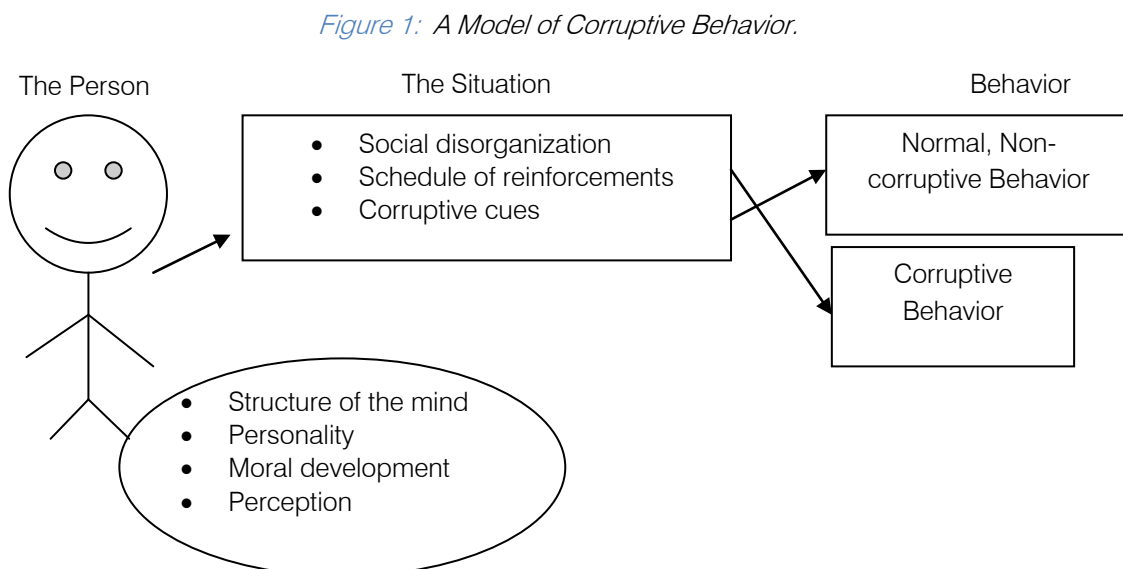 Figure 1: A Model of Corruptive Behavior.
The Person
The Situation
Behavior
• Social disorganization
• Schedule of reinforcements
• Corruptive cues
Normal, Non-
corruptive Behavior
Corruptive
Behavior
• Structure of the mind
• Personality
• Moral development
• Perception